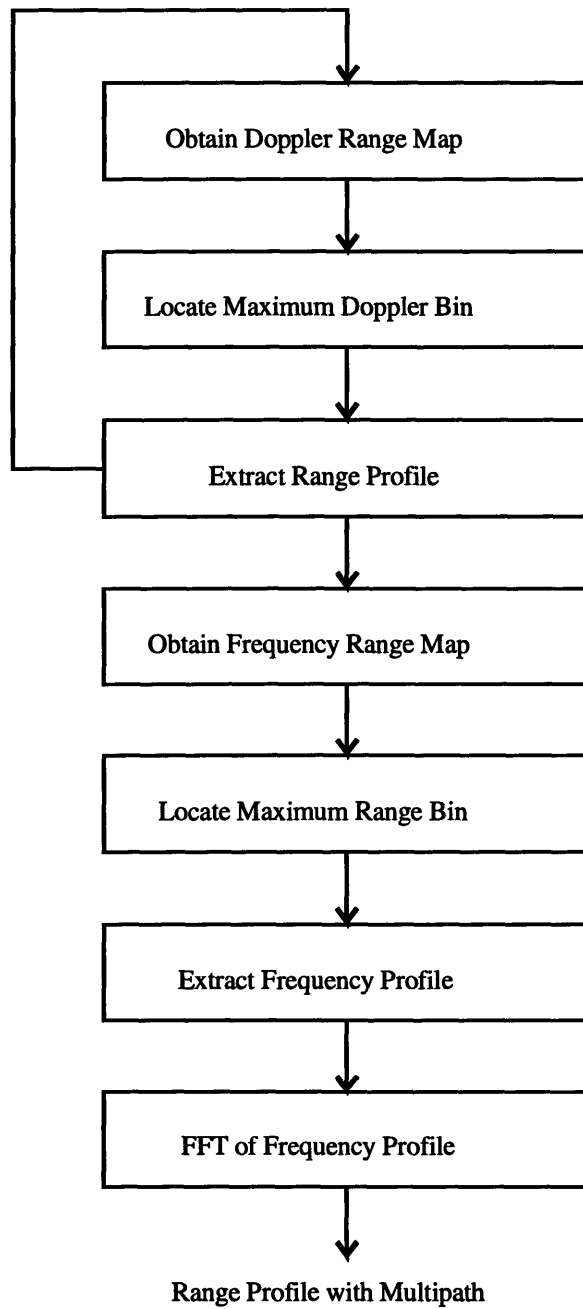 Obtain Doppler Range Map
Locate Maximum Doppler Bin
Extract Range Profile
Obtain Frequency Range Map
Locate Maximum Range Bin
Extract Frequency Profile
FFT of Frequency Profile
Range Profile with Multipath